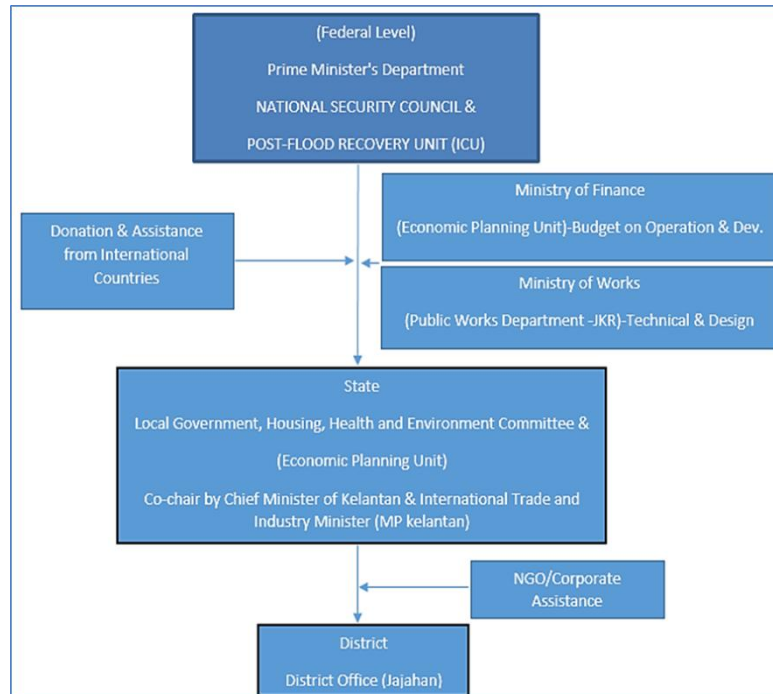 (Federal Level)
Prime Minister's Department
NATIONAL SECURITY COUNCIL &
POST-FLOOD RECOVERY UNIT (ICU)
Ministry of Finance
(Economic Planning Unit)-Budget on Operation & Dev.
Donation & Assistance
from International
Countries
Ministry of Works
(Public Works Department -JKR)-Technical & Design
State
Local Government, Housing, Health and Environment Committee &
(Economic Planning Unit)
Co-chair by Chief Minister of Kelantan & International Trade and
Industry Minister (MP kelantan)
NGO/Corporate
Assistance
District
District Office (Jajahan)